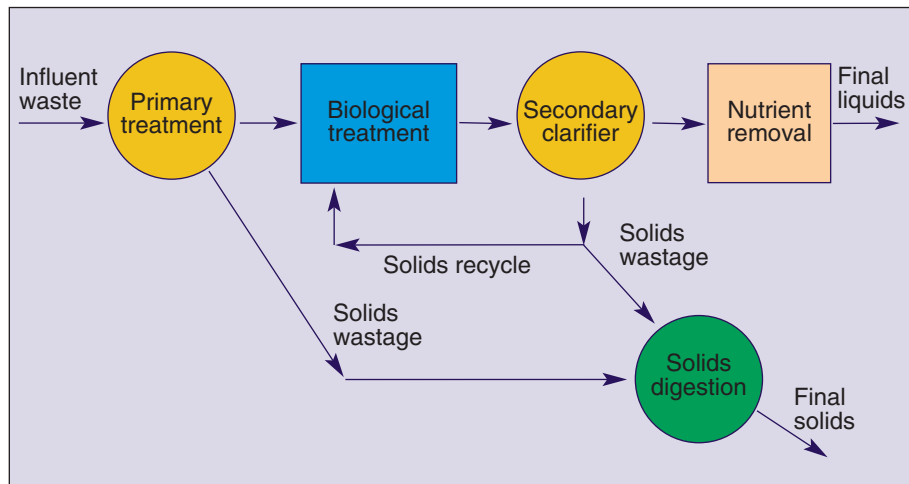 Influent
waste
Primary
treatment
Biological
treatment
Secondary
clarifier
Nutrient
removal
Final
liquids
Solids recycle
Solids
wastage
Solids
wastage
Solids
digestion
Final
solids